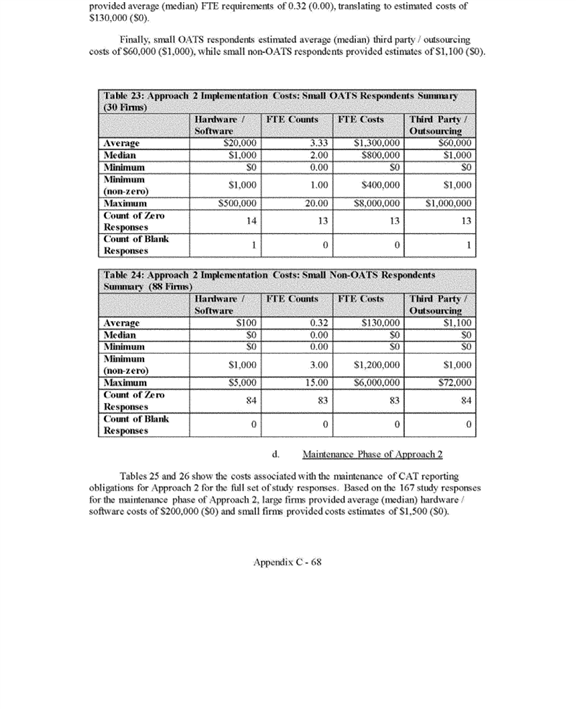 provided average (median) FTE requirements of 0.32 (0.00), translating to estimated costs of
$130,000 ($0).
Finally, small OATS respondents estimated average (median) third party / outsourcing
costs of $60,000 ($1,000), while small non-OATS respondents provided estimates of $1,100 ($0).
Table 23: Approach 2 Implementation Costs: Small OATS Respondents Summary
(30 Firms)
Hardware / FTE Counts FTE Costs Third Party /
Software Outsourcing
Average $20,000 3.33 $1,300,000 $60,000
Median $1,000 2.00 $800,000 $1,000
Minimum $0 0.00 $0 $0
Minimum
(non-zero) $1,000 1.00 $400,000 $1,000
Maximum $500,000 20.00 $8,000,000 $1,000,000
Count of Zero
Responses 14 13 13 13
Count of Blank
Responses 1 0 0 1
Table 24: Approach 2 Implementation Costs: Small Non-OATS Respondents
Summary (88 Firms)
Hardware / FTE Counts FTE Costs Third Party /
Software Outsourcing
Average $100 0.32 $130,000 $1,100
Median $0 0.00 $0 $0
Minimum $0 0.00 $0 $0
Minimum
(non-zero) $1,000 3.00 $1,200,000 $1,000
Maximum $5,000 15.00 $6,000,000 $72,000
Count of Zero
Responses 84 83 83 84
Count of Blank
Responses 0 0 0 0
d. Maintenance Phase of Approach 2
Tables 25 and 26 show the costs associated with the maintenance of CAT reporting
obligations for Approach 2 for the full set of study responses. Based on the 167 study responses
for the maintenance phase of Approach 2, large firms provided average (median) hardware /
software costs of $200,000 ($0) and small firms provided costs estimates of $1,500 ($0).
Appendix C - 68